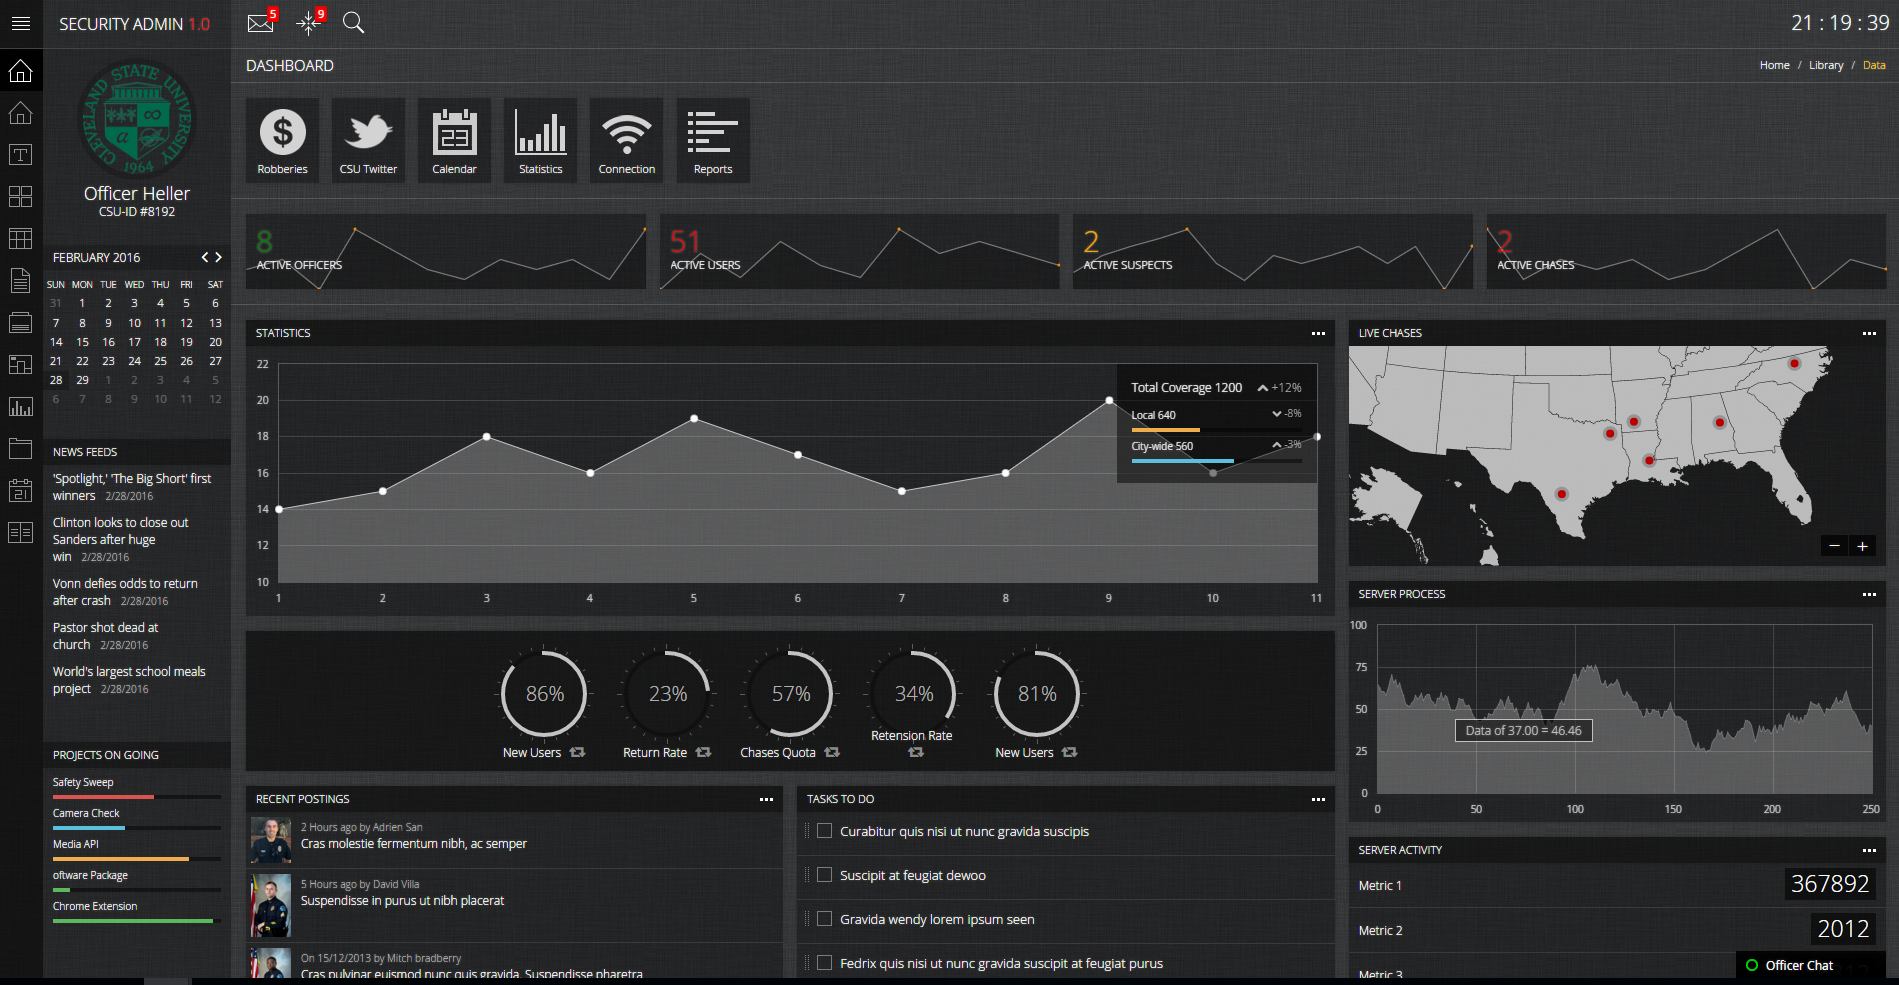 SECURITY ADMIN 1.0
5
9
21 : 19 : 39
CLEVELAND STATE UNIVERSITY
1964
Officer Heller
CSU-ID #8192
DASHBOARD
Home / Library / Data
Robberies
CSU Twitter
23
Calendar
Statistics
Connection
Reports
8
ACTIVE OFFICERS
51
ACTIVE USERS
2
ACTIVE SUSPECTS
2
ACTIVE CHASES
FEBRUARY 2016
SUN MON TUE WED THU FRI SAT
31 1 2 3 4 5 6
7 8 9 10 11 12 13
14 15 16 17 18 19 20
21 22 23 24 25 26 27
28 29 1 2 3 4 5
6 7 8 9 10 11 12
NEWS FEEDS
'Spotlight,' 'The Big Short' first
winners 2/28/2016
Clinton looks to close out
Sanders after huge
win 2/28/2016
Vonn defies odds to return
after crash 2/28/2016
Pastor shot dead at
church 2/28/2016
World's largest school meals
project 2/28/2016
PROJECTS ON GOING
Safety Sweep
Camera Check
Media API
oftware Package
Chrome Extension
STATISTICS
22
20
18
16
14
12
10
1 2 3 4 5 6 7 8 9 10 11
Total Coverage 1200 +12%
Local 640 -8%
City-wide 560 -3%
86%
New Users
23%
Return Rate
57%
Chases Quota
34%
Retension Rate
81%
New Users
RECENT POSTINGS
2 Hours ago by Adrien San
Cras molestie fermentum nibh, ac semper
5 Hours ago by David Villa
Suspendisse in purus ut nibh placerat
On 15/12/2013 by Mitch bradberry
Cras pulvinar euismod nunc quis gravida. Suspendisse pharetra
TASKS TO DO
Curabitur quis nisi ut nunc gravida suscipis
Suscipit at feugiat dewoo
Gravida wendy lorem ipsum seen
Fedrix quis nisi ut nunc gravida suscipit at feugiat purus
LIVE CHASES
SERVER PROCESS
100
75
50
25
0
0 50 100 150 200 250
Data of 37.00 = 46.46
SERVER ACTIVITY
Metric 1 367892
Metric 2 2012
Metric 3
Officer Chat